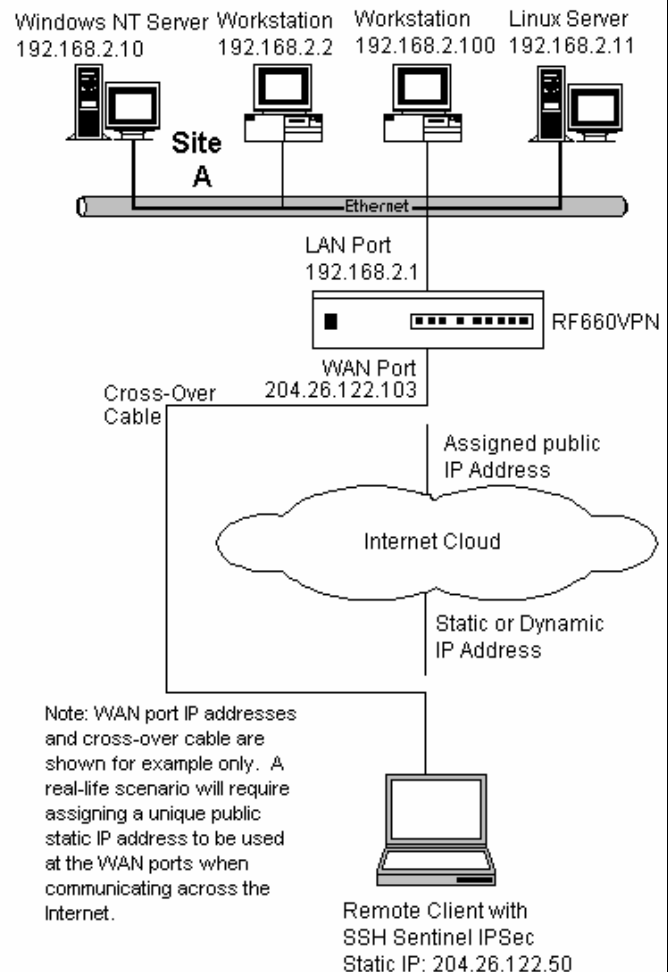 Windows NT Server
192.168.2.10
Workstation
192.168.2.2
Workstation
192.168.2.100
Linux Server
192.168.2.11
Site
A
Ethernet
LAN Port
192.168.2.1
RF660VPN
WAN Port
204.26.122.103
Cross-Over
Cable
Assigned public
IP Address
Internet Cloud
Static or Dynamic
IP Address
Note: WAN port IP addresses
and cross-over cable are
shown for example only. A
real-life scenario will require
assigning a unique public
static IP address to be used
at the WAN ports when
communicating across the
Internet.
Remote Client with
SSH Sentinel IPSec
Static IP: 204.26.122.50